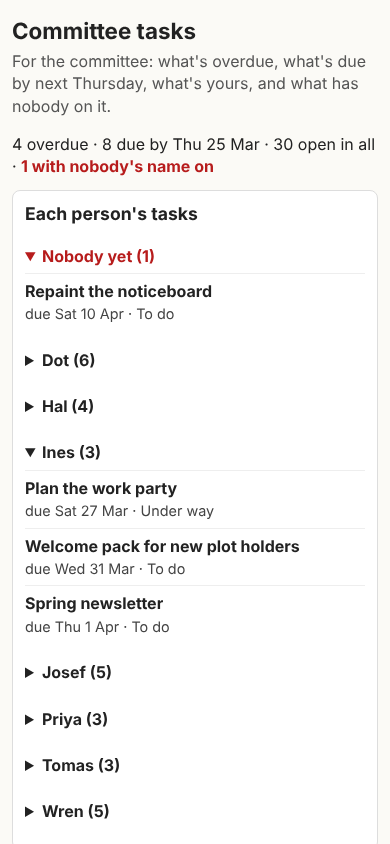 Committee tasks
For the committee: what's overdue, what's due
by next Thursday, what's yours, and what has
nobody on it.
4 overdue · 8 due by Thu 25 Mar · 30 open in all
· 1 with nobody's name on
Each person's tasks
▼ Nobody yet (1)
Repaint the noticeboard
due Sat 10 Apr · To do
▶ Dot (6)
▶ Hal (4)
▼ Ines (3)
Plan the work party
due Sat 27 Mar · Under way
Welcome pack for new plot holders
due Wed 31 Mar · To do
Spring newsletter
due Thu 1 Apr · To do
▶ Josef (5)
▶ Priya (3)
▶ Tomas (3)
▶ Wren (5)